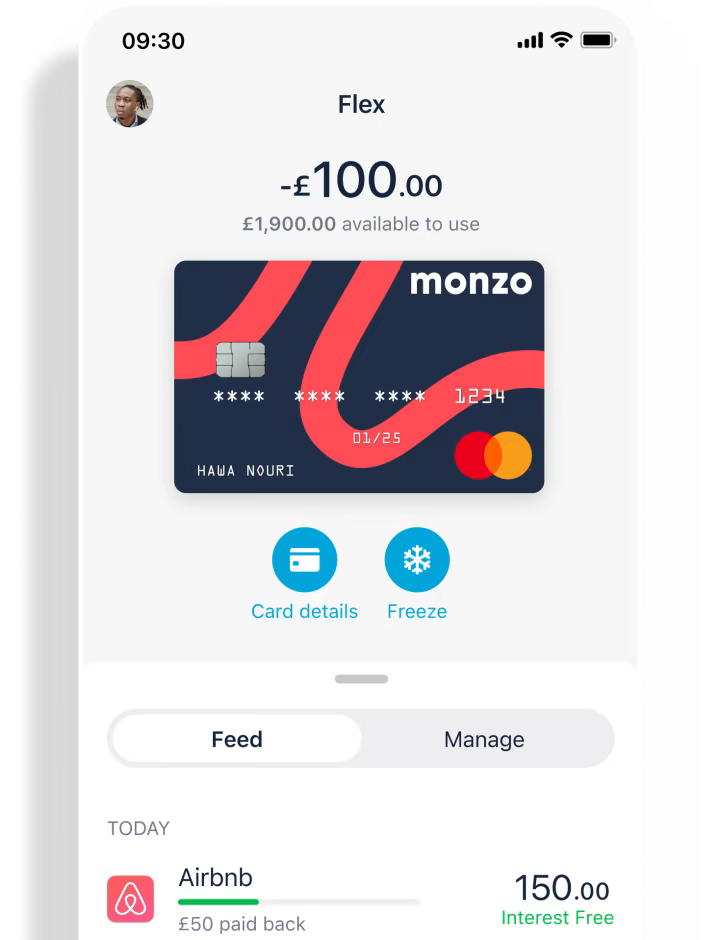 09:30
Flex
-£100.00
£1,900.00 available to use
monzo
**** **** **** 1234
01/25
HAWA NOURI
Card details Freeze
Feed Manage
TODAY
Airbnb 150.00
£50 paid back Interest Free